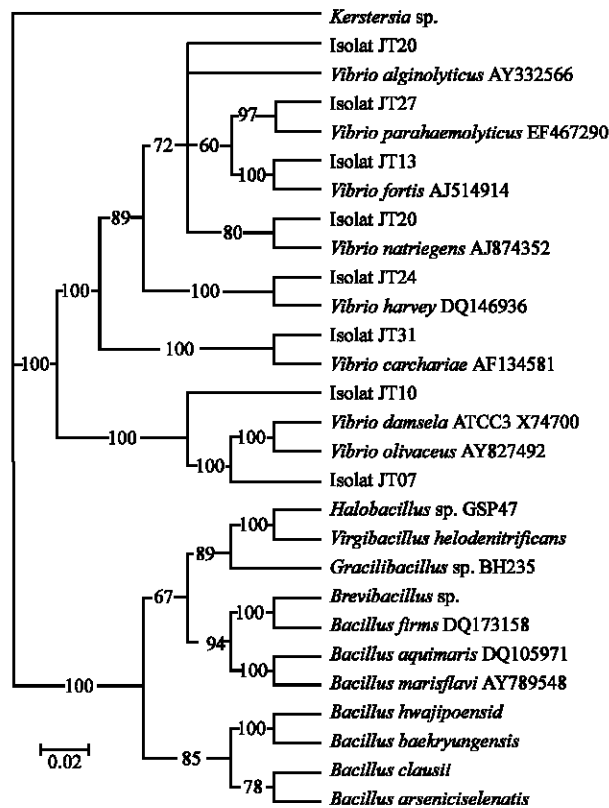 Kerstersia sp.
Isolat JT20
Vibrio alginolyticus AY332566
Isolat JT27
97
Vibrio parahaemolyticus EF467290
72
60
Isolat JT13
100
Vibrio fortis AJ514914
89
Isolat JT20
80
Vibrio natriegens AJ874352
Isolat JT24
100
100
Vibrio harvey DQ146936
Isolat JT31
100
Vibrio carchariae AF134581
100
Isolat JT10
Vibrio damsela ATCC3 X74700
100
100
Vibrio olivaceus AY827492
100
Isolat JT07
Halobacillus sp. GSP47
100
Virgibacillus helodenitrificans
89
Gracilibacillus sp. BH235
67
Brevibacillus sp.
100
Bacillus firms DQ173158
94
Bacillus aquimaris DQ105971
100
Bacillus marisflavi AY789548
100
Bacillus hwajipoensid
100
Bacillus baekryungensis
85
Bacillus clausii
78
Bacillus arseniciselenatis
0.02